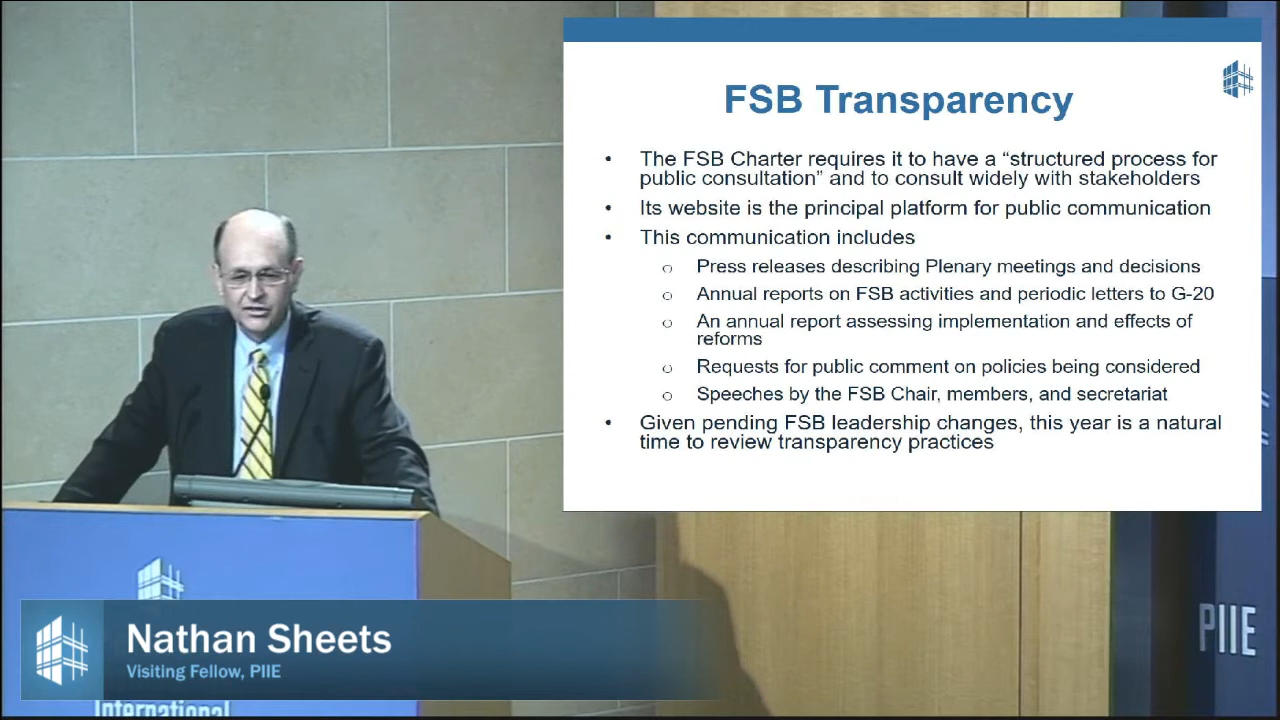 FSB Transparency
• The FSB Charter requires it to have a “structured process for
public consultation” and to consult widely with stakeholders
• Its website is the principal platform for public communication
• This communication includes
o Press releases describing Plenary meetings and decisions
o Annual reports on FSB activities and periodic letters to G-20
o An annual report assessing implementation and effects of
reforms
o Requests for public comment on policies being considered
o Speeches by the FSB Chair, members, and secretariat
• Given pending FSB leadership changes, this year is a natural
time to review transparency practices
PIIE
Nathan Sheets
Visiting Fellow, PIIE
International